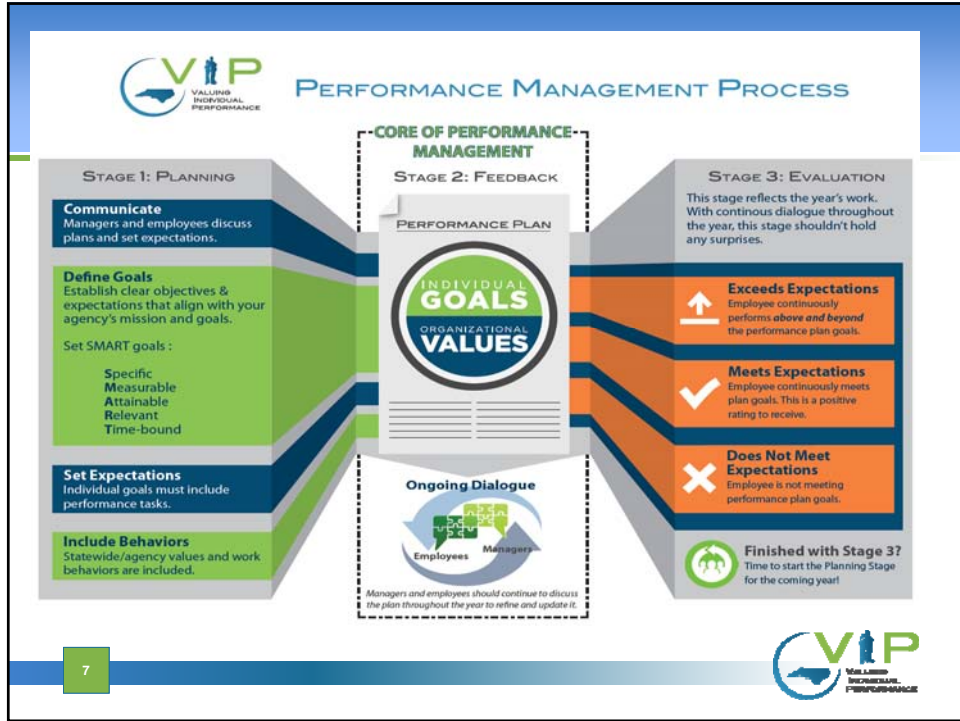 VIP
VALUING
INDIVIDUAL
PERFORMANCE
PERFORMANCE MANAGEMENT PROCESS
CORE OF PERFORMANCE
MANAGEMENT
STAGE 1: PLANNING
Communicate
Managers and employees discuss
plans and set expectations.
Define Goals
Establish clear objectives &
expectations that align with your
agency's mission and goals.
Set SMART goals :
Specific
Measurable
Attainable
Relevant
Time-bound
Set Expectations
Individual goals must include
performance tasks.
Include Behaviors
Statewide/agency values and work
behaviors are included.
STAGE 2: FEEDBACK
PERFORMANCE PLAN
INDIVIDUAL
GOALS
ORGANIZATIONAL
VALUES
Ongoing Dialogue
Employees
Managers
Managers and employees should continue to discuss
the plan throughout the year to refine and update it.
STAGE 3: EVALUATION
This stage reflects the year's work.
With continous dialogue throughout
the year, this stage shouldn't hold
any surprises.
Exceeds Expectations
Employee continuously
performs above and beyond
the performance plan goals.
Meets Expectations
Employee continuously meets
plan goals. This is a positive
rating to receive.
Does Not Meet
Expectations
Employee is not meeting
performance plan goals.
Finished with Stage 3?
Time to start the Planning Stage
for the coming year!
7
VIP
VALUING
INDIVIDUAL
PERFORMANCE